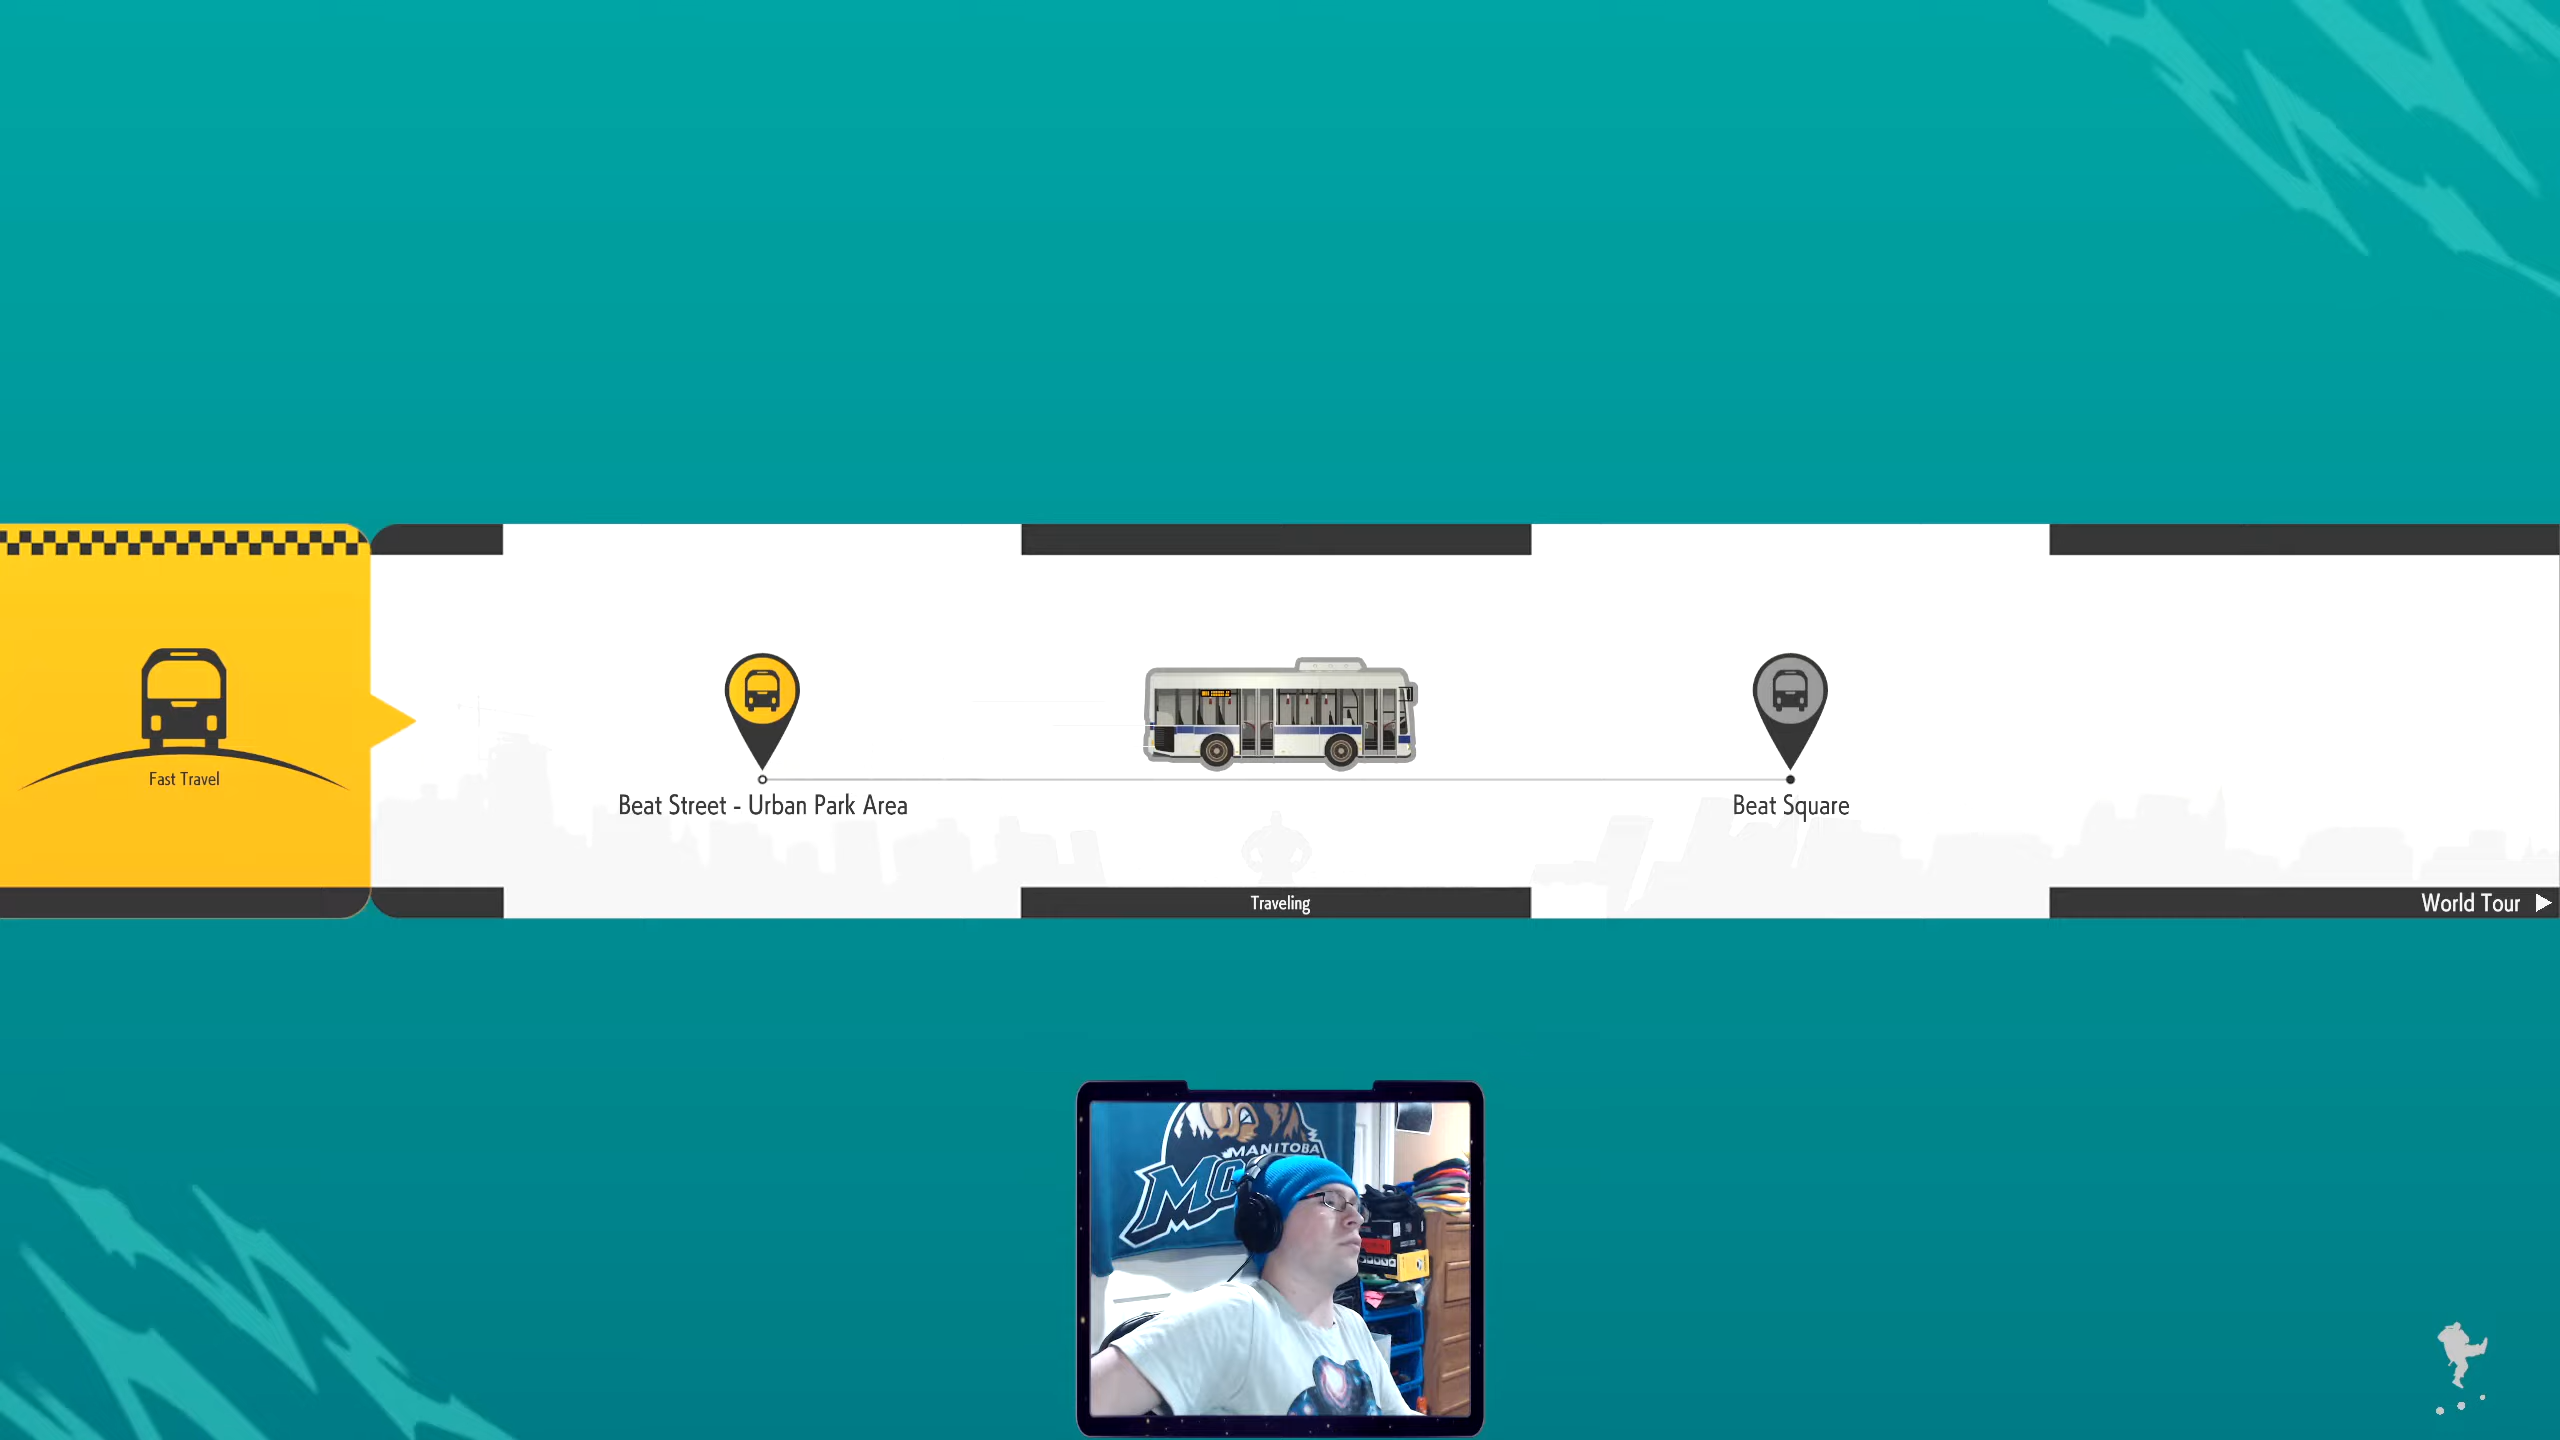 Fast Travel
Beat Street - Urban Park Area
Beat Square
Traveling
World Tour
MANITOBA